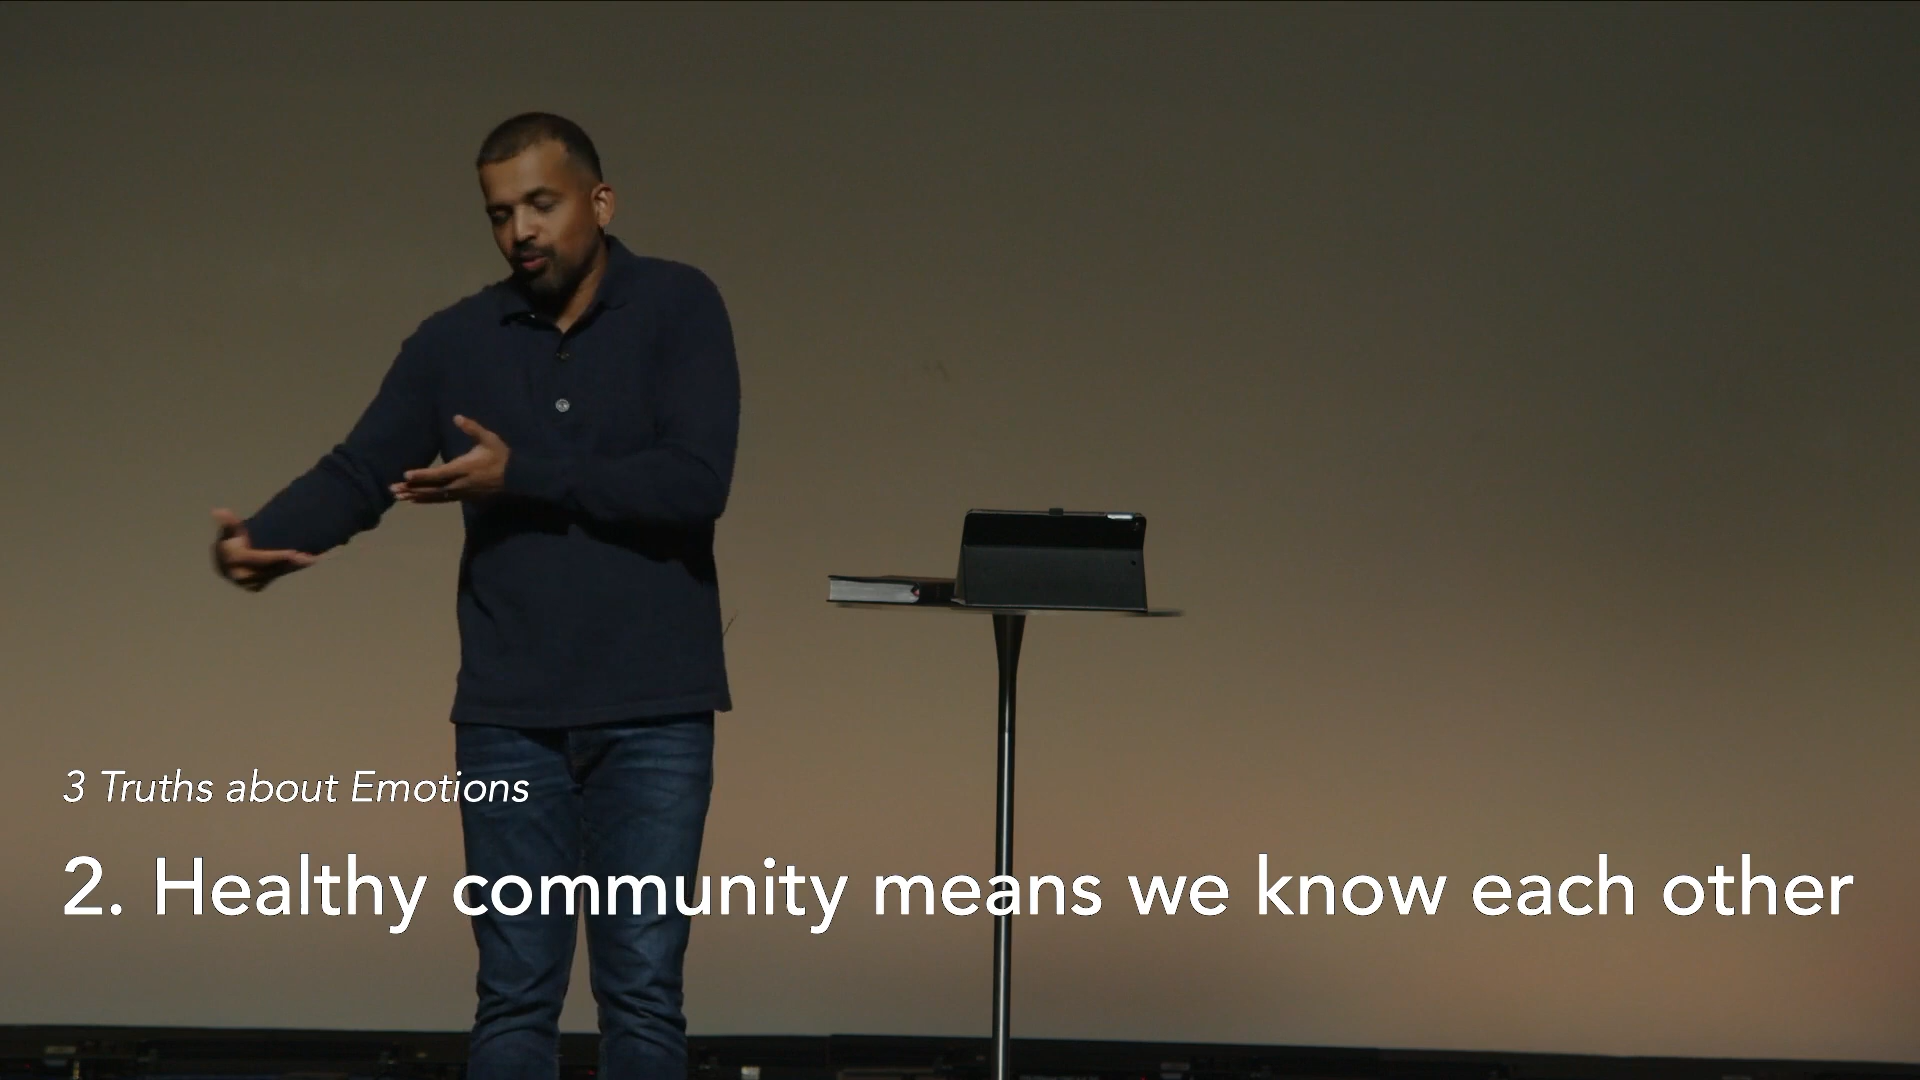 3 Truths about Emotions
2. Healthy community means we know each other